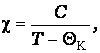 χ = C / (T − Θ_K),